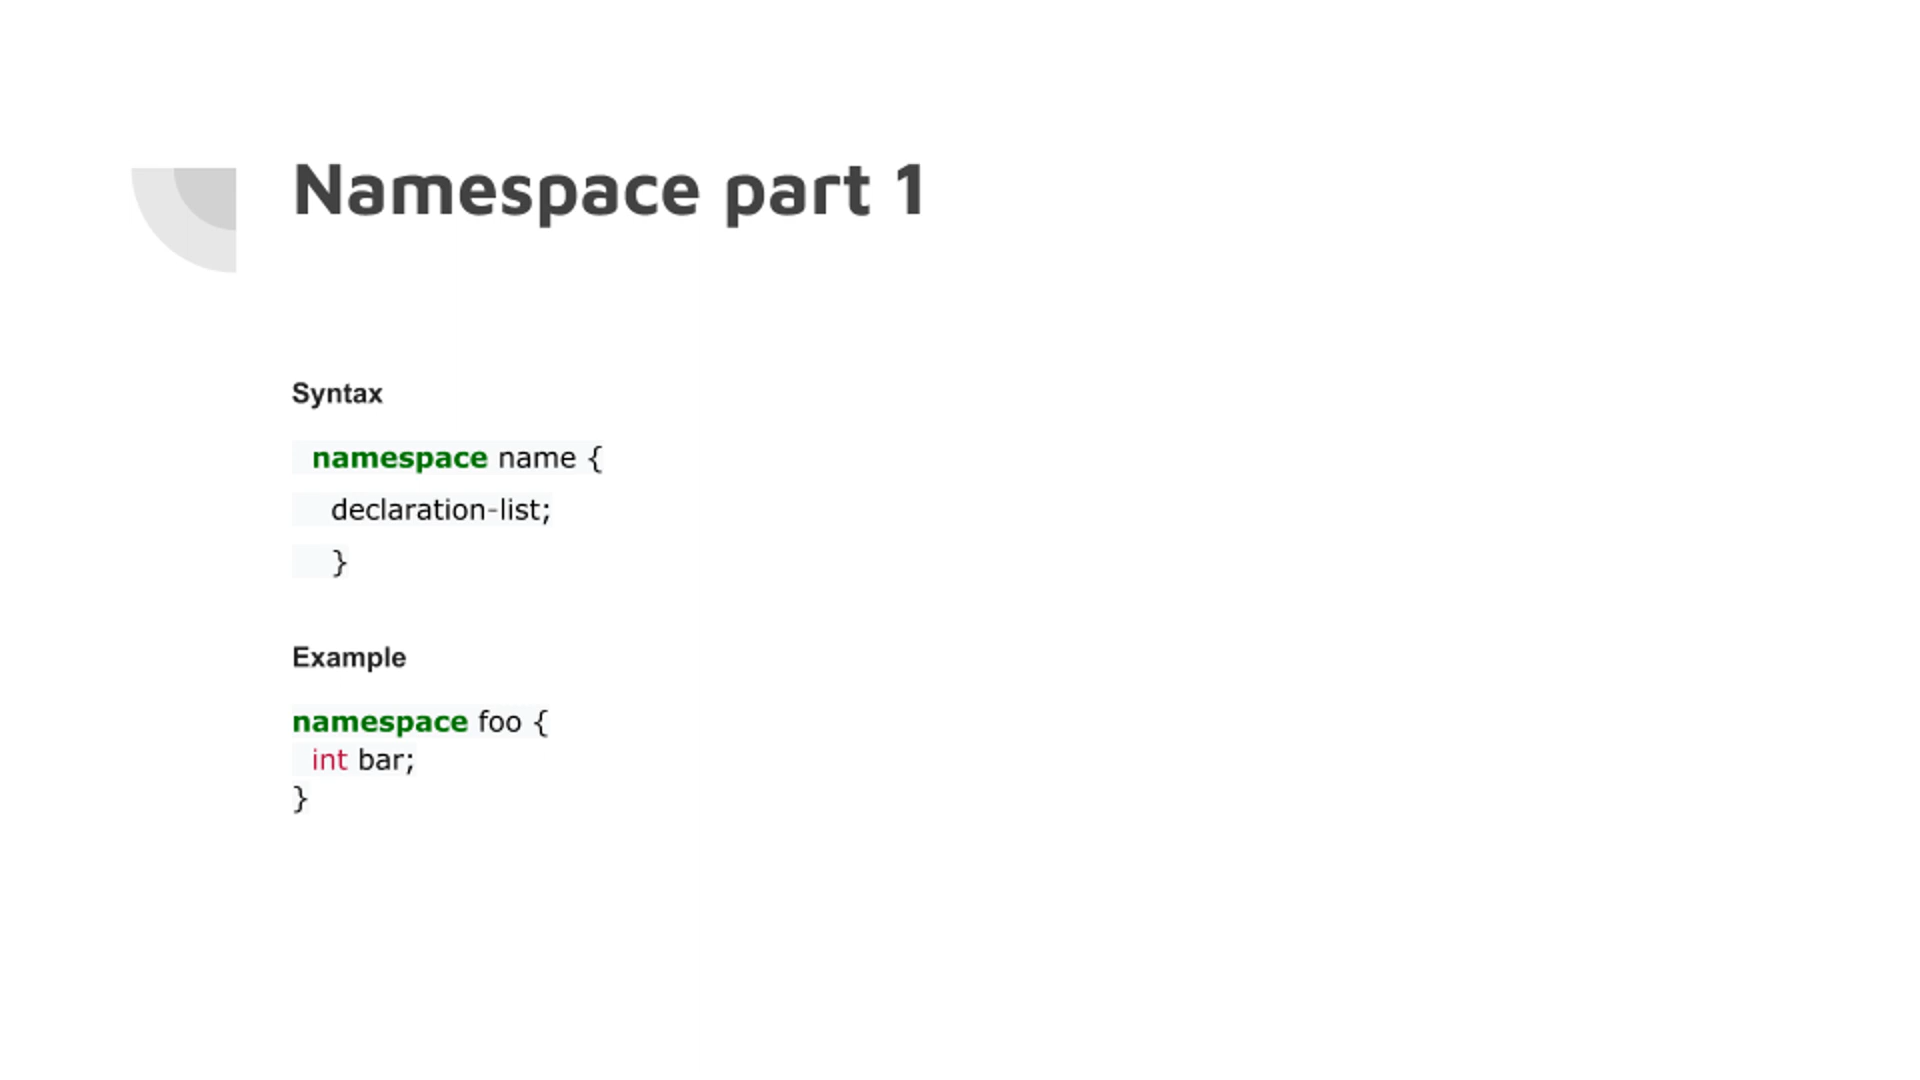 Namespace part 1
Syntax
namespace name {
declaration-list;
}
Example
namespace foo {
int bar;
}